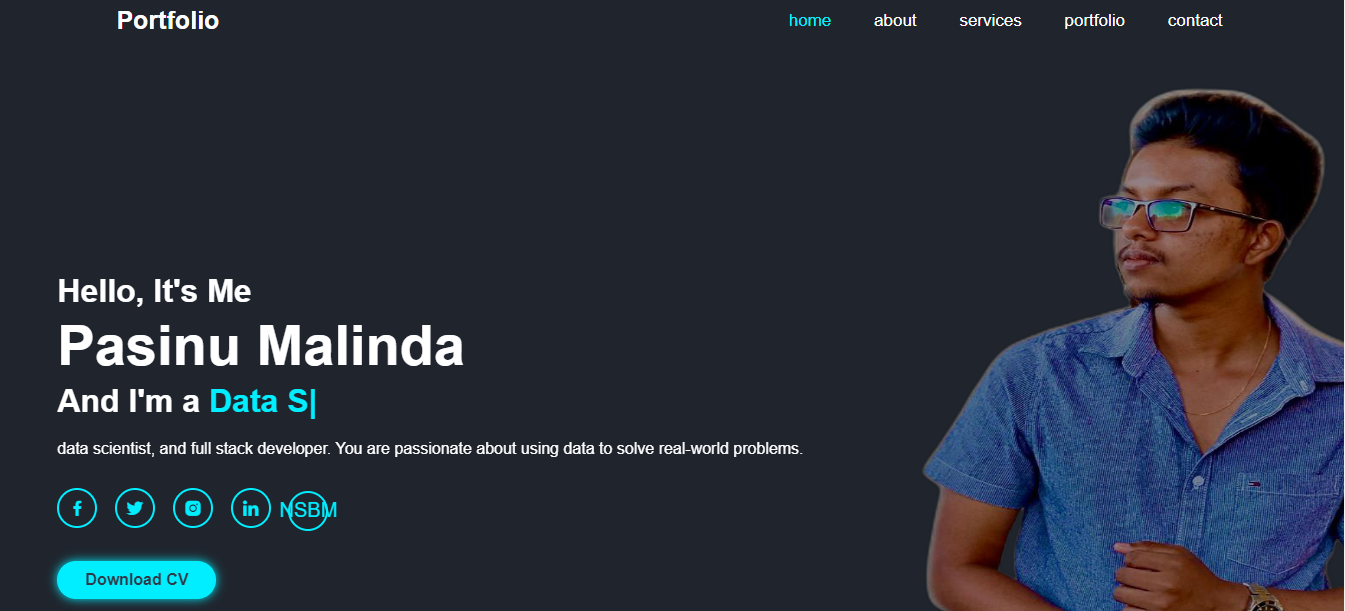 Portfolio
home about services portfolio contact
Hello, It's Me
Pasinu Malinda
And I'm a Data S|
data scientist, and full stack developer. You are passionate about using data to solve real-world problems.
NSBM
Download CV